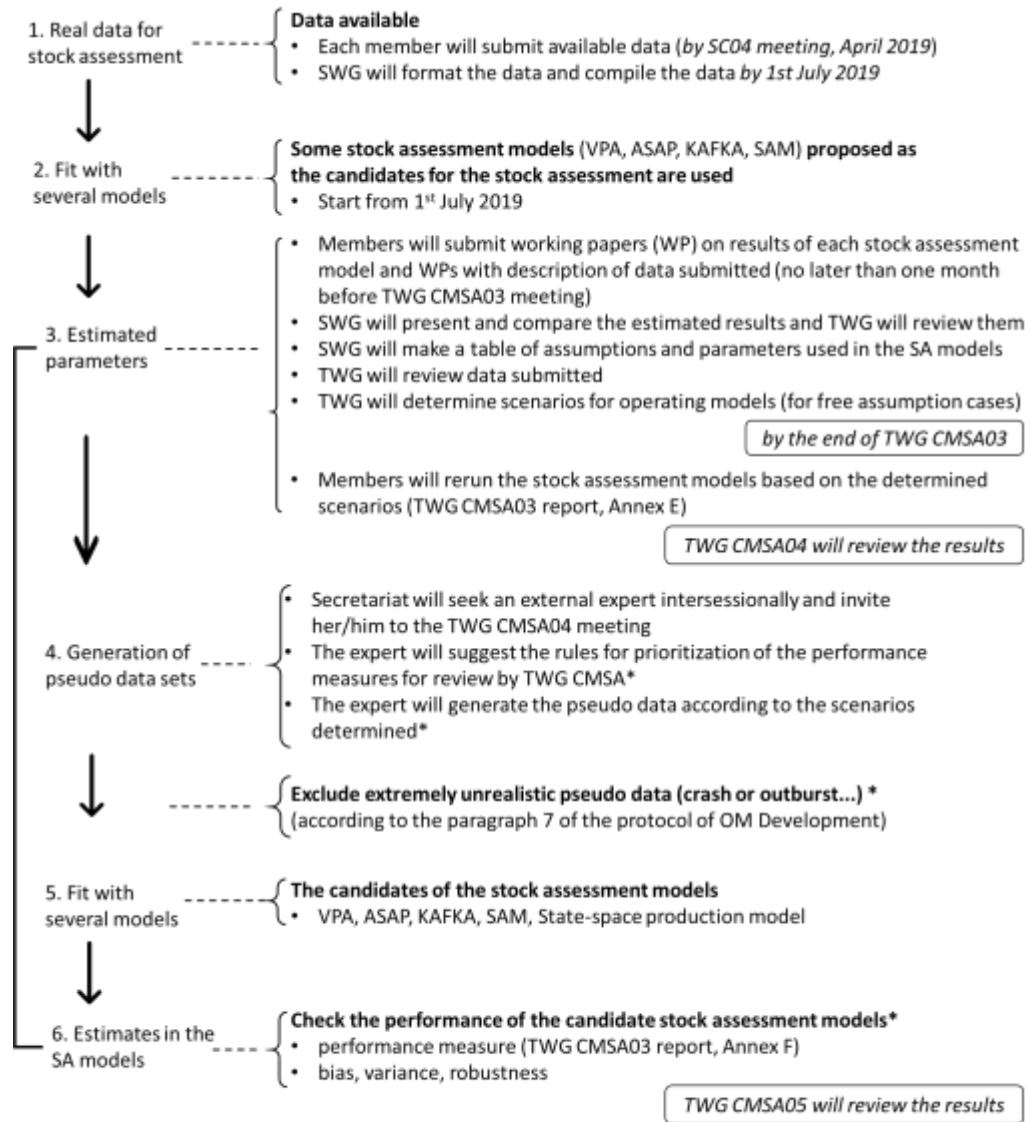 1. Real data for
stock assessment
Data available
• Each member will submit available data (by SC04 meeting, April 2019)
• SWG will format the data and compile the data by 1st July 2019
2. Fit with
several models
Some stock assessment models (VPA, ASAP, KAFKA, SAM) proposed as
the candidates for the stock assessment are used
• Start from 1st July 2019
3. Estimated
parameters
• Members will submit working papers (WP) on results of each stock assessment
model and WPs with description of data submitted (no later than one month
before TWG CMSA03 meeting)
• SWG will present and compare the estimated results and TWG will review them
• SWG will make a table of assumptions and parameters used in the SA models
• TWG will review data submitted
• TWG will determine scenarios for operating models (for free assumption cases)
by the end of TWG CMSA03
• Members will rerun the stock assessment models based on the determined
scenarios (TWG CMSA03 report, Annex E)
TWG CMSA04 will review the results
4. Generation of
pseudo data sets
• Secretariat will seek an external expert intersessionally and invite
her/him to the TWG CMSA04 meeting
• The expert will suggest the rules for prioritization of the performance
measures for review by TWG CMSA*
• The expert will generate the pseudo data according to the scenarios
determined*
Exclude extremely unrealistic pseudo data (crash or outburst...) *
(according to the paragraph 7 of the protocol of OM Development)
5. Fit with
several models
The candidates of the stock assessment models
• VPA, ASAP, KAFKA, SAM, State-space production model
6. Estimates in the
SA models
Check the performance of the candidate stock assessment models*
• performance measure (TWG CMSA03 report, Annex F)
• bias, variance, robustness
TWG CMSA05 will review the results